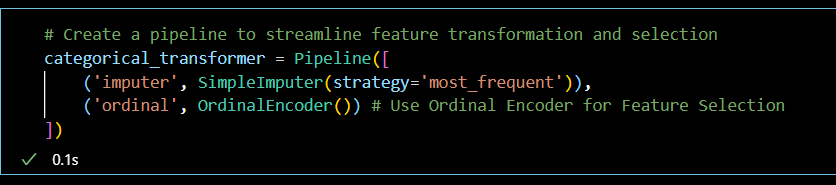 # Create a pipeline to streamline feature transformation and selection
categorical_transformer = Pipeline([
    ('imputer', SimpleImputer(strategy='most_frequent')),
    ('ordinal', OrdinalEncoder()) # Use Ordinal Encoder for Feature Selection
])
✓ 0.1s